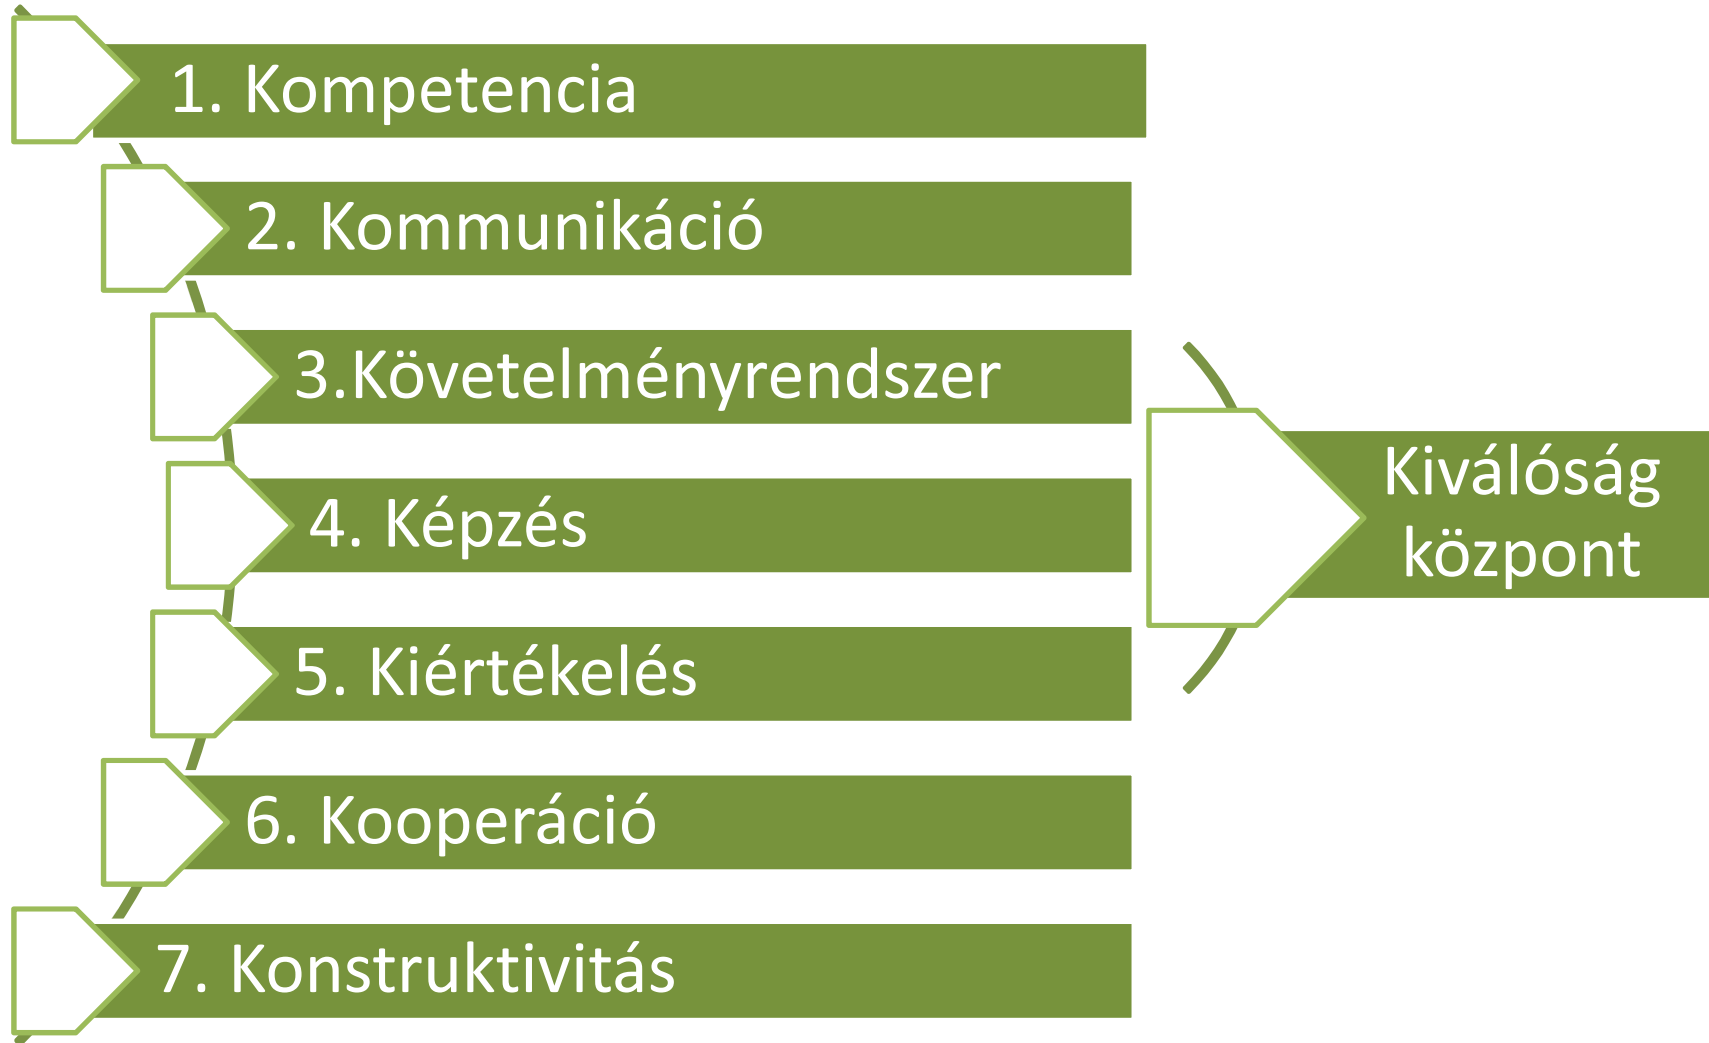 1. Kompetencia
2. Kommunikáció
3.Követelményrendszer
4. Képzés
5. Kiértékelés
6. Kooperáció
7. Konstruktivitás
Kiválóság
központ